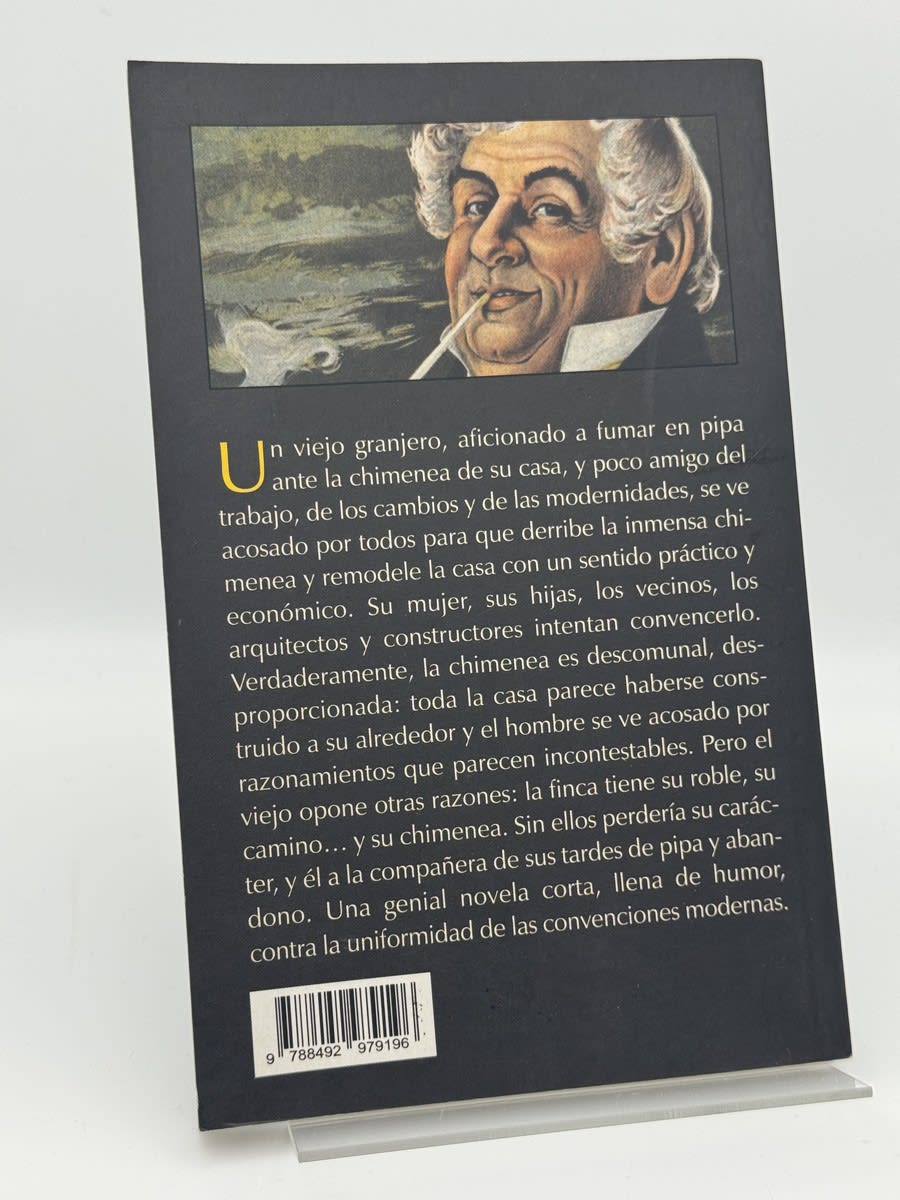 Un viejo granjero, aficionado a fumar en pipa
ante la chimenea de su casa, y poco amigo del
trabajo, de los cambios y de las modernidades, se ve
acosado por todos para que derribe la inmensa chi-
menea y remodele la casa con un sentido práctico y
económico. Su mujer, sus hijas, los vecinos, los
arquitectos y constructores intentan convencerlo.
Verdaderamente, la chimenea es descomunal, des-
proporcionada: toda la casa parece haberse cons-
truido a su alrededor y el hombre se ve acosado por
razonamientos que parecen incontestables. Pero el
viejo opone otras razones: la finca tiene su roble, su
camino... y su chimenea. Sin ellos perdería su carác-
ter, y él a la compañera de sus tardes de pipa y aban-
dono. Una genial novela corta, llena de humor,
contra la uniformidad de las convenciones modernas.
9 788492 979196